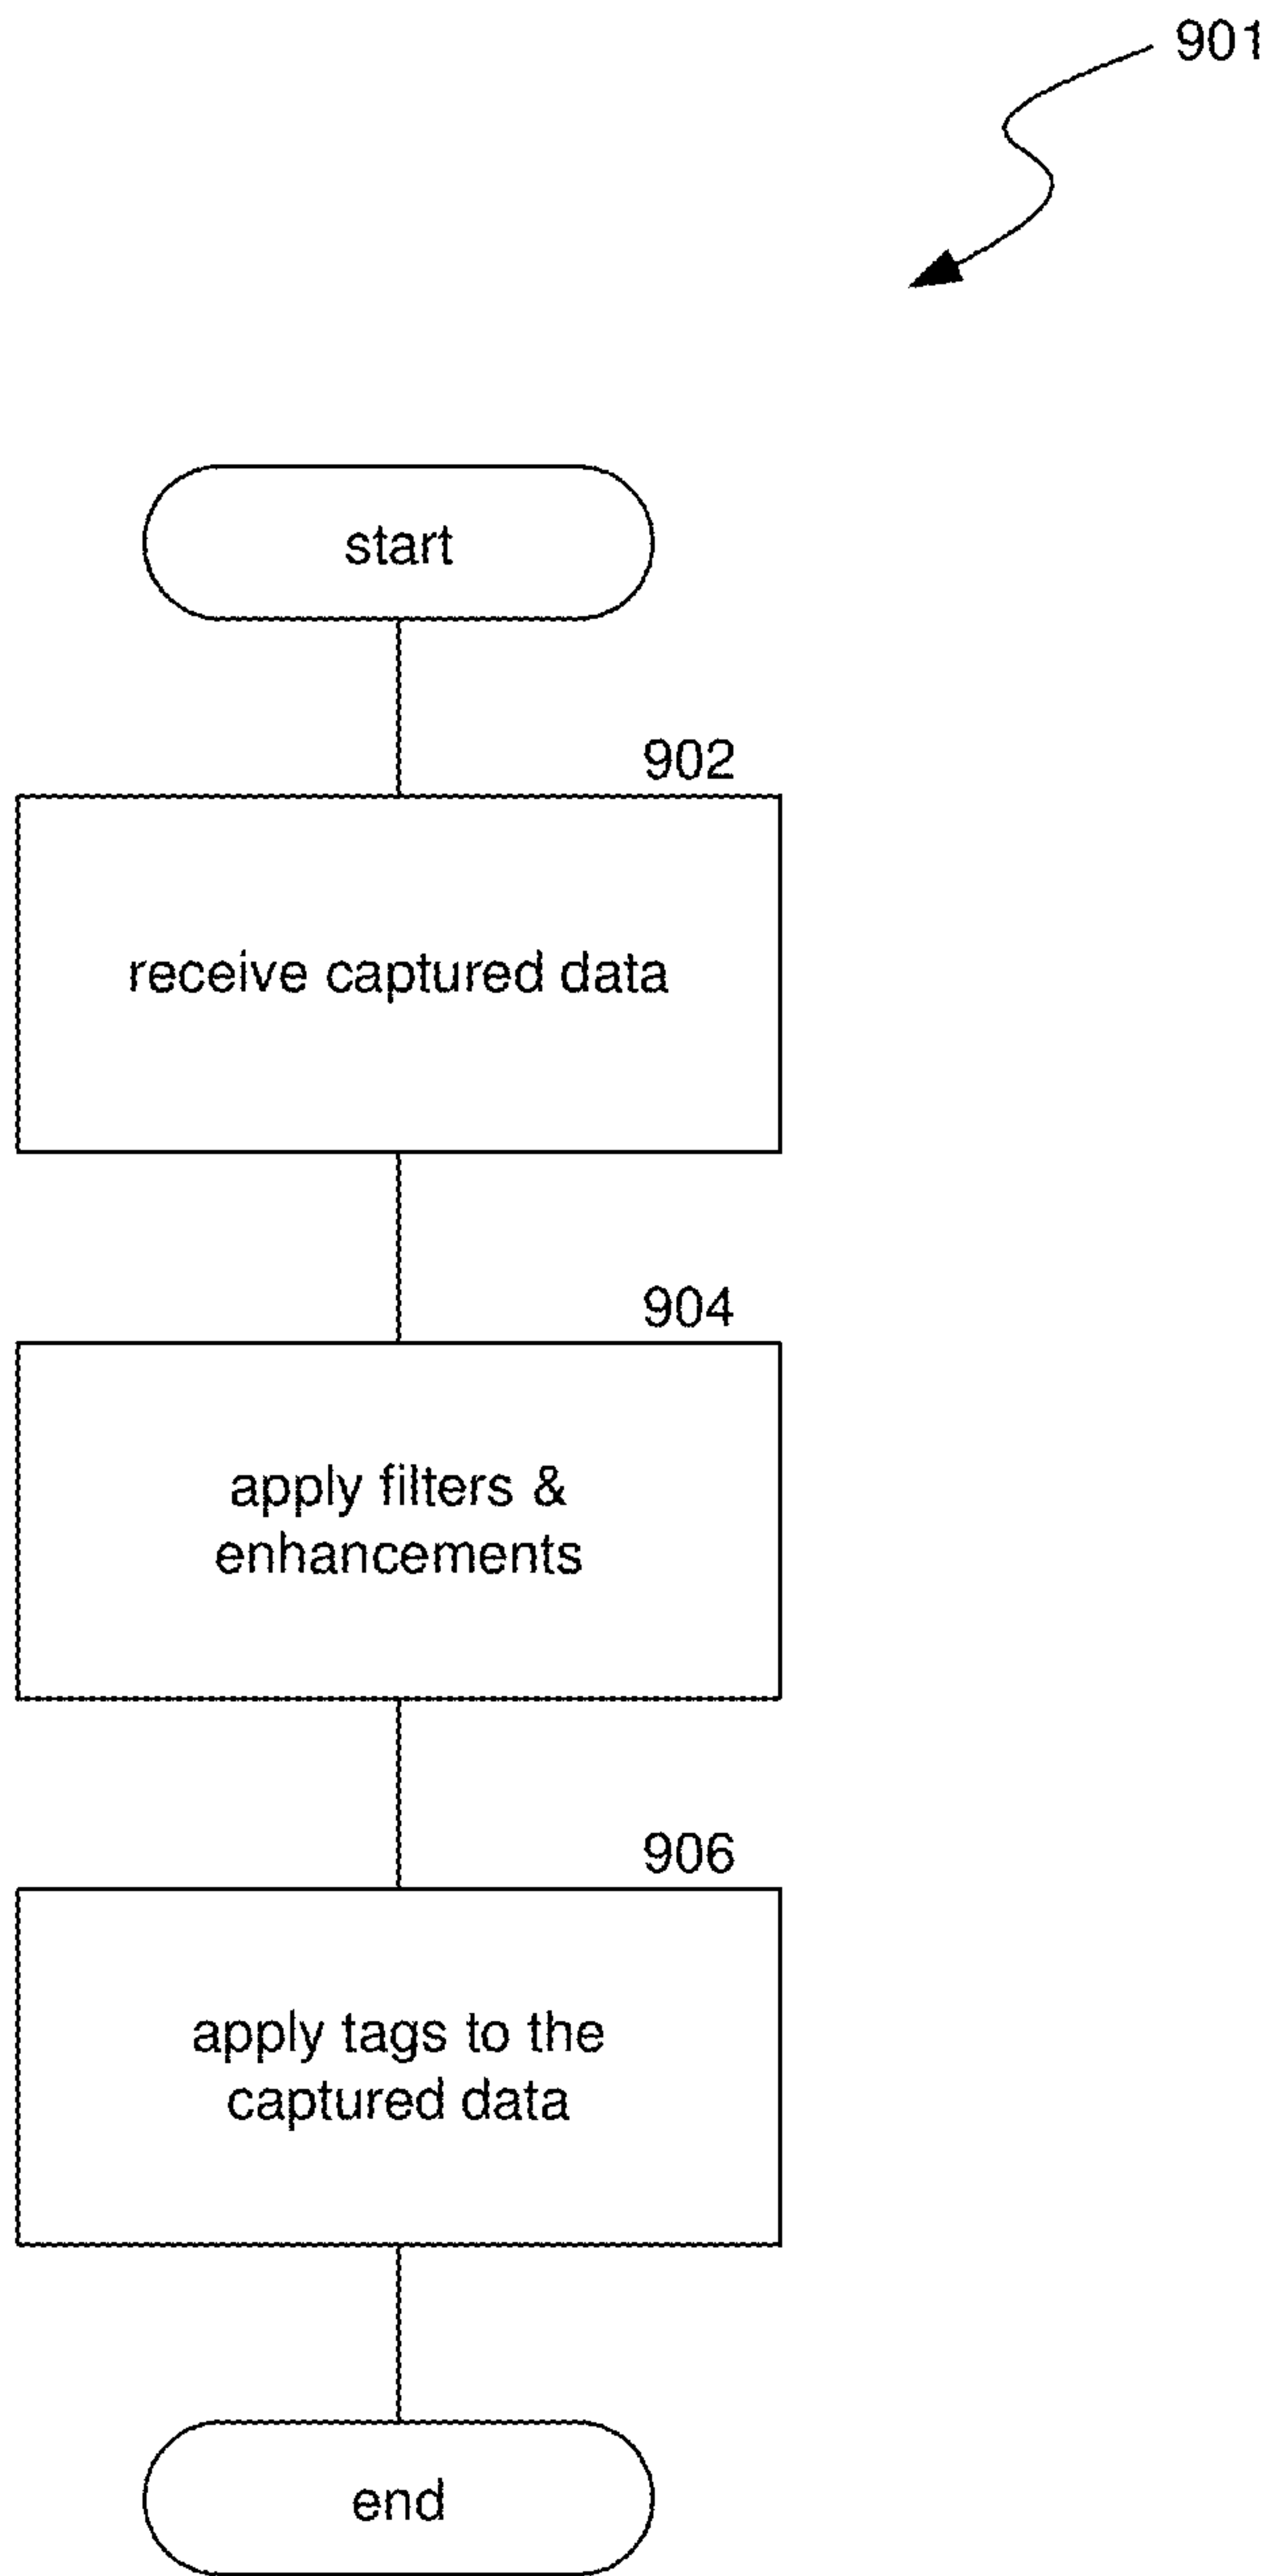 901
start
902
receive captured data
904
apply filters &
enhancements
906
apply tags to the
captured data
end